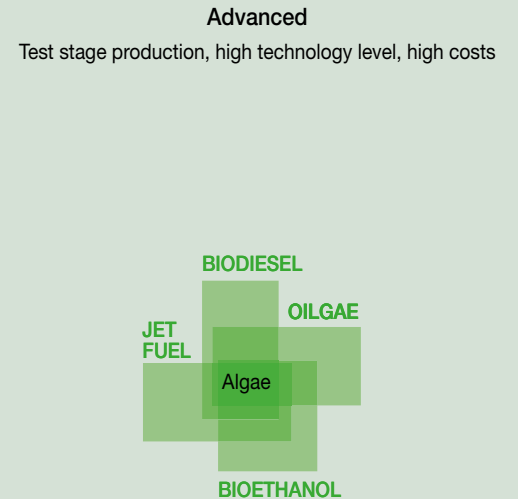 Advanced
Test stage production, high technology level, high costs
BIODIESEL
OILGAE
JET
FUEL
Algae
BIOETHANOL